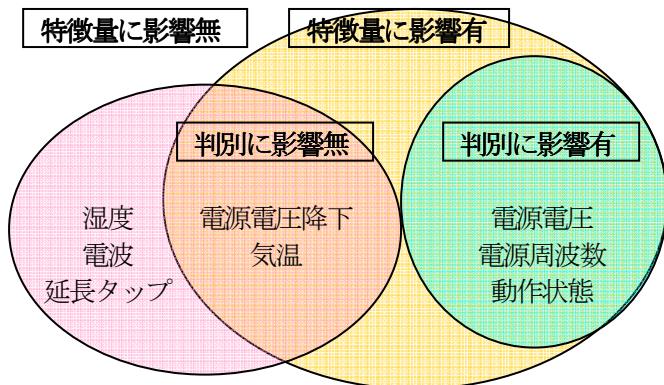 特徴量に影響無
特徴量に影響有
判別に影響無
判別に影響有
湿度
電波
延長タップ
電源電圧降下
気温
電源電圧
電源周波数
動作状態